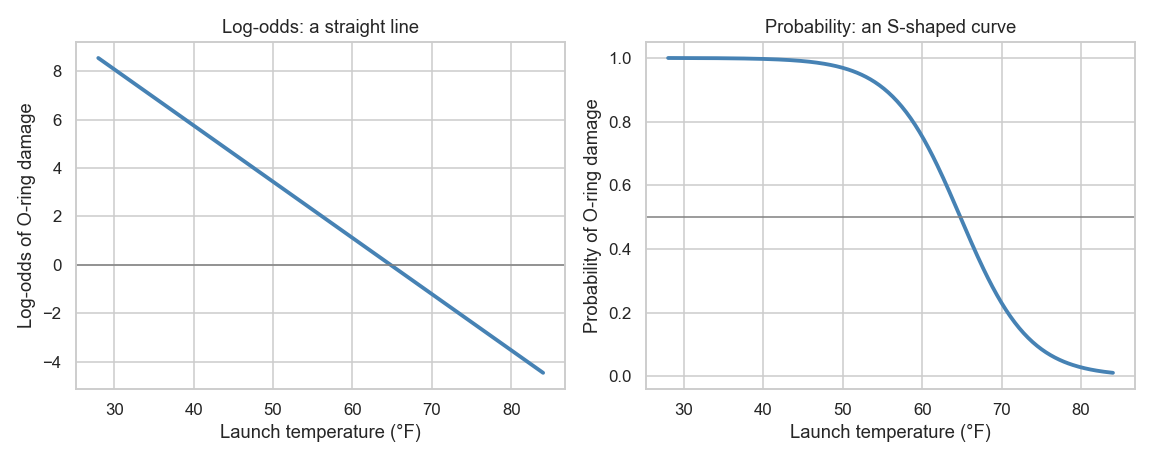 Log-odds: a straight line
Log-odds of O-ring damage
8
6
4
2
0
−2
−4
30 40 50 60 70 80
Launch temperature (°F)
Probability: an S-shaped curve
Probability of O-ring damage
1.0
0.8
0.6
0.4
0.2
0.0
30 40 50 60 70 80
Launch temperature (°F)